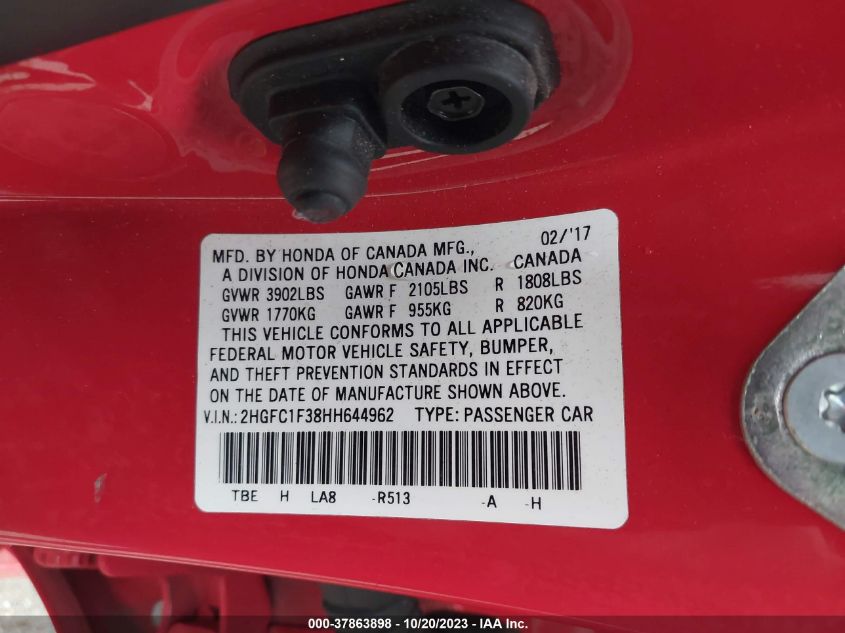 MFD. BY HONDA OF CANADA MFG., 02/'17
A DIVISION OF HONDA CANADA INC. CANADA
GVWR 3902LBS GAWR F 2105LBS R 1808LBS
GVWR 1770KG GAWR F 955KG R 820KG
THIS VEHICLE CONFORMS TO ALL APPLICABLE
FEDERAL MOTOR VEHICLE SAFETY, BUMPER,
AND THEFT PREVENTION STANDARDS IN EFFECT
ON THE DATE OF MANUFACTURE SHOWN ABOVE.
V.I.N.: 2HGFC1F38HH644962 TYPE: PASSENGER CAR
TBE H LA8 -R513 -A -H
000-37863898 - 10/20/2023 - IAA Inc.